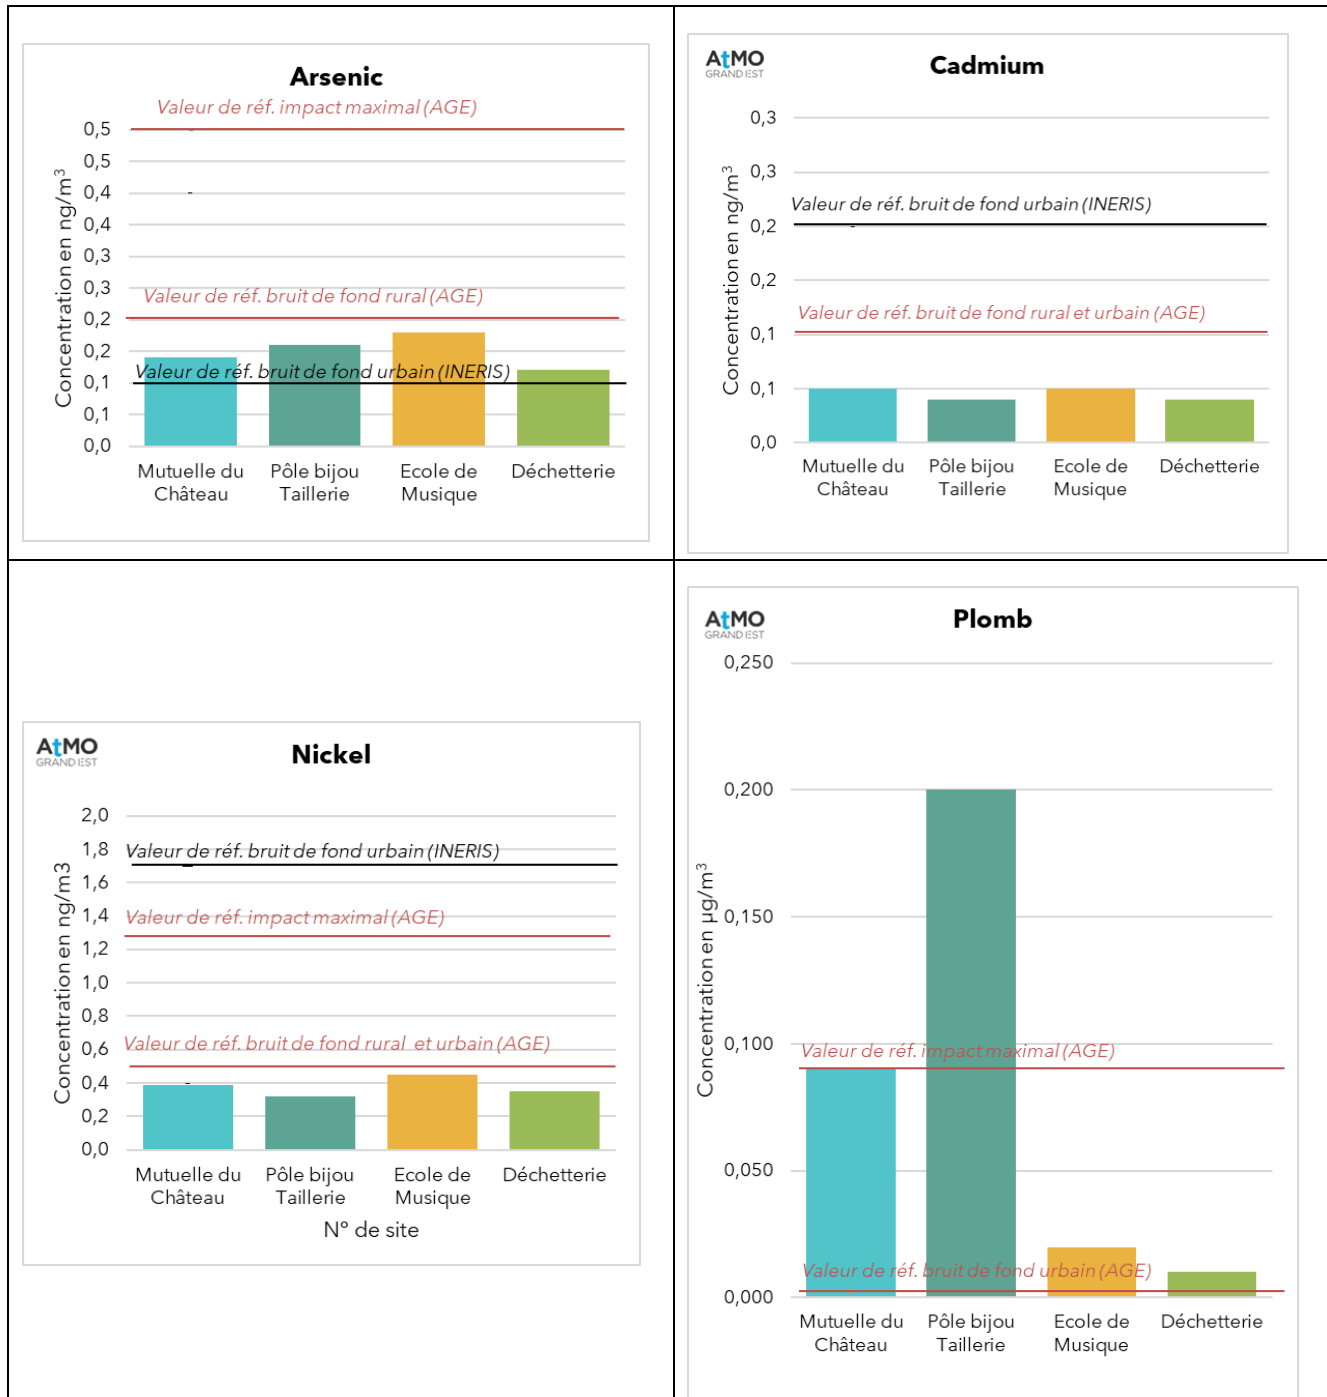 Arsenic
Valeur de réf. impact maximal (AGE)
Concentration en ng/m³
0,5
0,5
0,4
0,4
0,3
0,3
Valeur de réf. bruit de fond rural (AGE)
0,2
0,2
Valeur de réf. bruit de fond urbain (INERIS)
0,1
0,1
0,0
Mutuelle du
Château
Pôle bijou
Taillerie
Ecole de
Musique
Déchetterie
AtMO
GRAND EST
Cadmium
Concentration en ng/m³
0,3
0,3
Valeur de réf. bruit de fond urbain (INERIS)
0,2
0,2
Valeur de réf. bruit de fond rural et urbain (AGE)
0,1
0,1
0,0
Mutuelle du
Château
Pôle bijou
Taillerie
Ecole de
Musique
Déchetterie
AtMO
GRAND EST
Nickel
Concentration en ng/m3
2,0
1,8
Valeur de réf. bruit de fond urbain (INERIS)
1,6
1,4
Valeur de réf. impact maximal (AGE)
1,2
1,0
0,8
0,6
Valeur de réf. bruit de fond rural et urbain (AGE)
0,4
0,2
0,0
Mutuelle du
Château
Pôle bijou
Taillerie
Ecole de
Musique
Déchetterie
N° de site
AtMO
GRAND EST
Plomb
Concentration en µg/m³
0,250
0,200
0,150
0,100
Valeur de réf. impact maximal (AGE)
0,050
Valeur de réf. bruit de fond urbain (AGE)
0,000
Mutuelle du
Château
Pôle bijou
Taillerie
Ecole de
Musique
Déchetterie